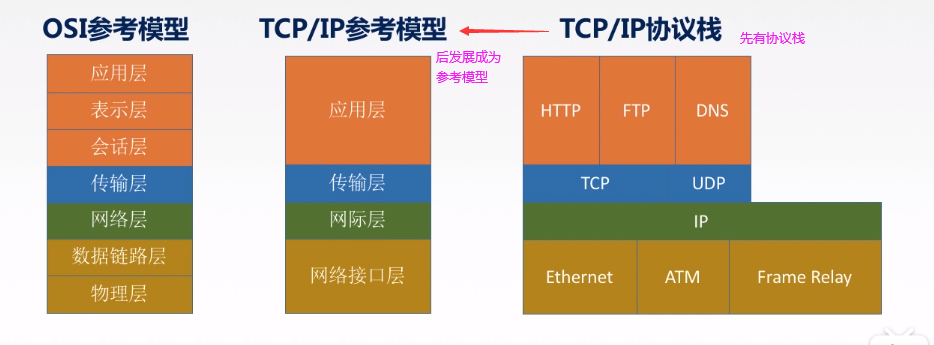 OSI参考模型
TCP/IP参考模型
TCP/IP协议栈
先有协议栈
后发展成为
参考模型
应用层
表示层
会话层
传输层
网络层
数据链路层
物理层
应用层
传输层
网际层
网络接口层
HTTP
FTP
DNS
TCP
UDP
IP
Ethernet
ATM
Frame Relay